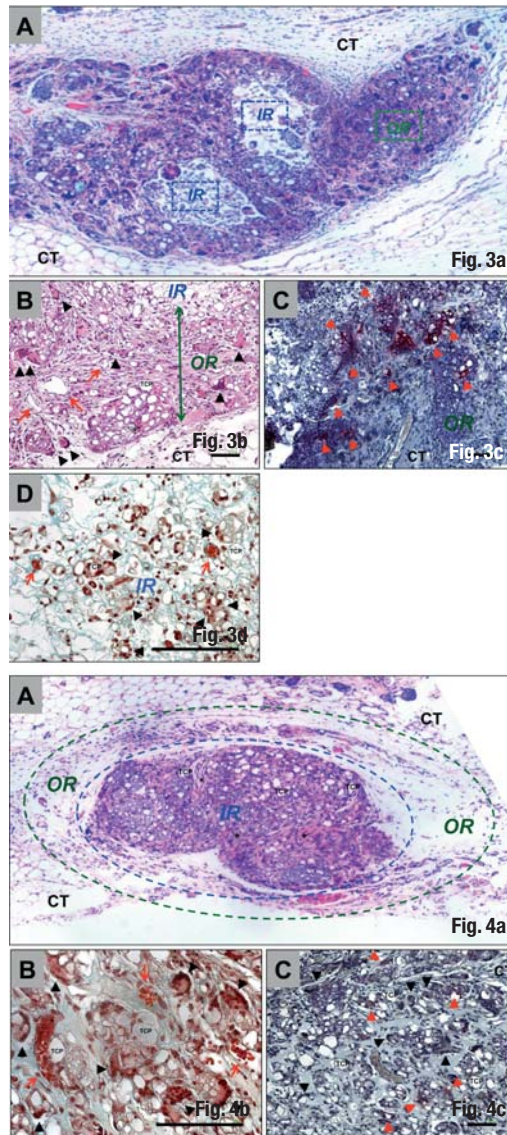 A
CT
IR
OR
IR
CT
Fig. 3a
B
IR
OR
TCP
CT
Fig. 3b
C
OR
CT
Fig. 3c
D
TCP
TCP
IR
Fig. 3d
A
CT
OR
TCP
TCP
TCP
*
*
IR
*
OR
CT
Fig. 4a
B
TCP
TCP
Fig. 4b
C
C
TCP
TCP
Fig. 4c